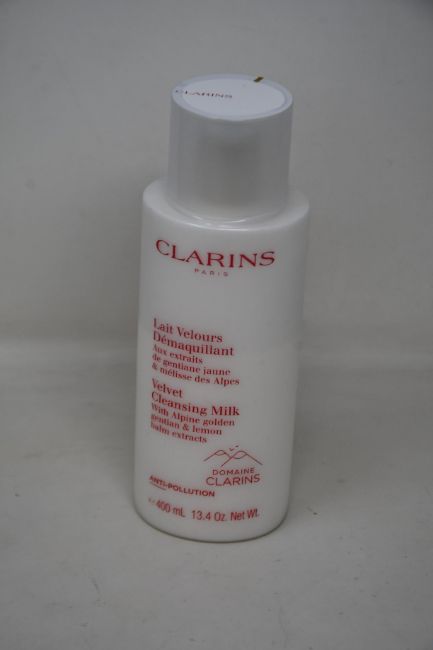 CLARINS
CLARINS
PARIS
Lait Velours
Démaquillant
Aux extraits
de gentiane jaune
& mélisse des Alpes
Velvet
Cleansing Milk
With Alpine golden
gentian & lemon
balm extracts
DOMAINE
CLARINS
ANTI-POLLUTION
℮ 400 mL 13.4 Oz. Net Wt.